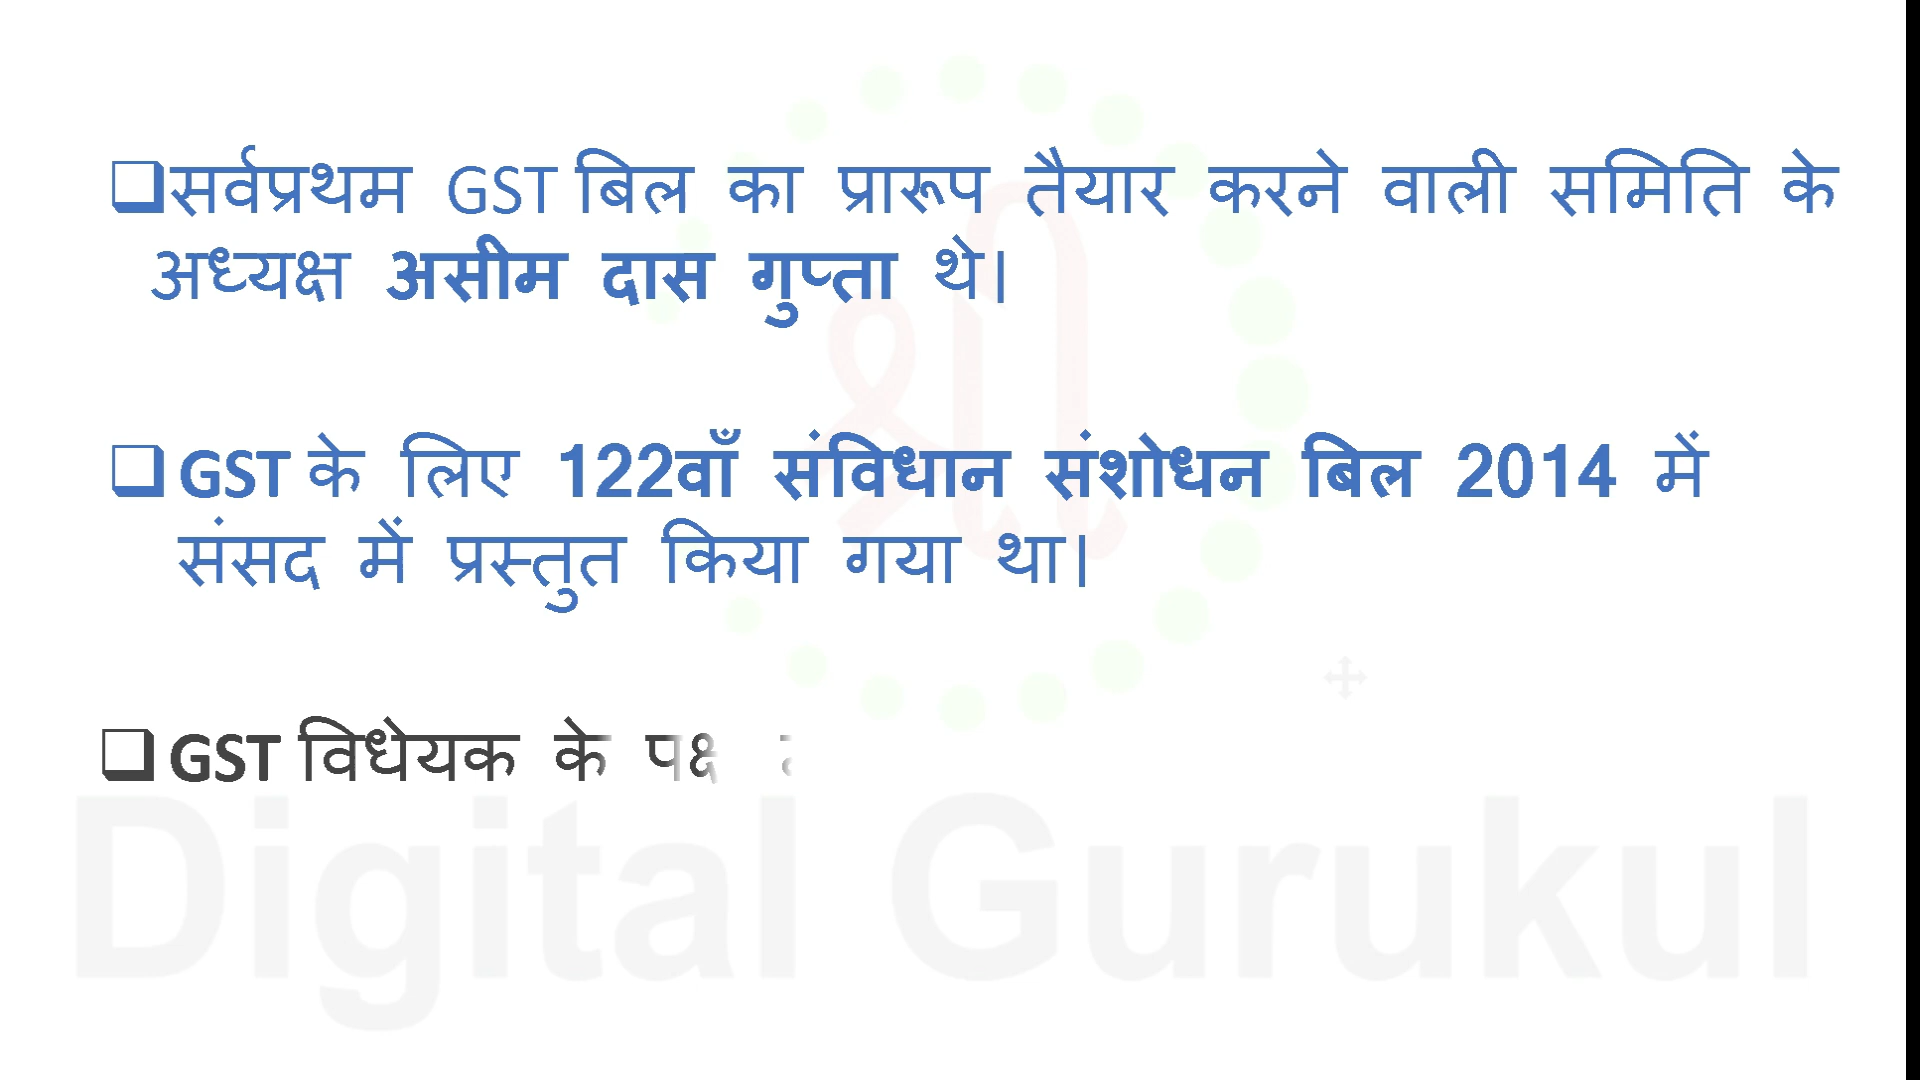 सर्वप्रथम GST बिल का प्रारूप तैयार करने वाली समिति के
अध्यक्ष असीम दास गुप्ता थे।
GST के लिए 122वाँ संविधान संशोधन बिल 2014 में
संसद में प्रस्तुत किया गया था।
GST विधेयक के पक्ष
श्री
Digital Gurukul